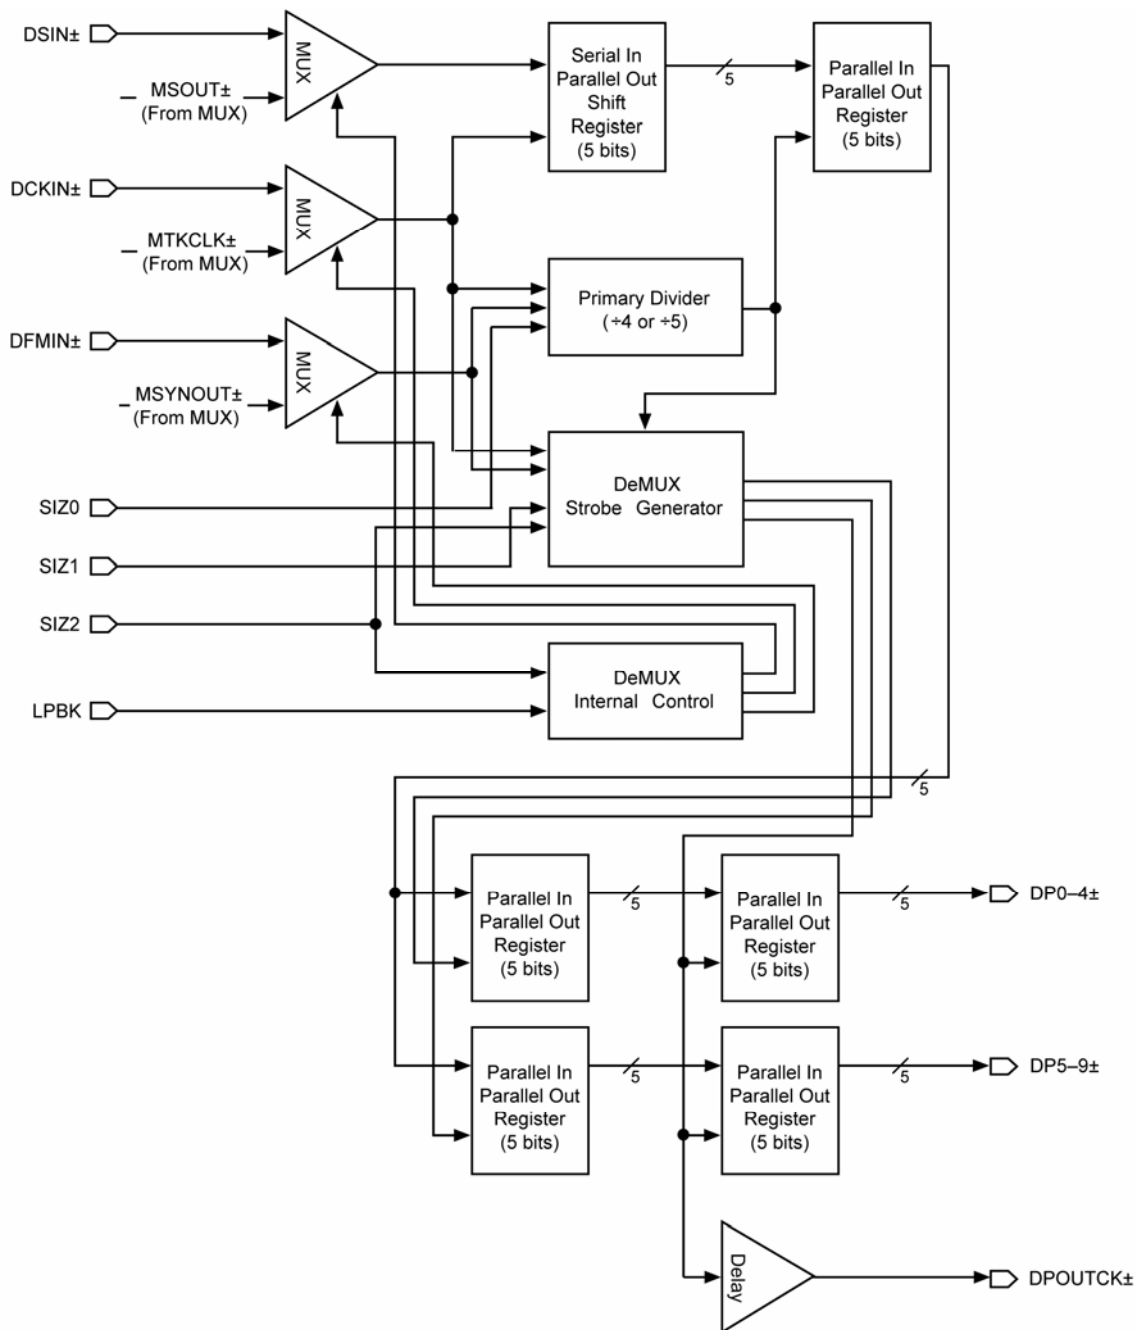 DSIN±
MSOUT±
(From MUX)
MUX
Serial In
Parallel Out
Shift
Register
(5 bits)
5
Parallel In
Parallel Out
Register
(5 bits)
DCKIN±
MTKCLK±
(From MUX)
MUX
Primary Divider
(÷4 or ÷5)
DFMIN±
MSYNOUT±
(From MUX)
MUX
DeMUX
Strobe Generator
SIZ0
SIZ1
SIZ2
LPBK
DeMUX
Internal Control
5
Parallel In
Parallel Out
Register
(5 bits)
5
Parallel In
Parallel Out
Register
(5 bits)
5
DP0–4±
Parallel In
Parallel Out
Register
(5 bits)
5
Parallel In
Parallel Out
Register
(5 bits)
5
DP5–9±
Delay
DPOUTCK±